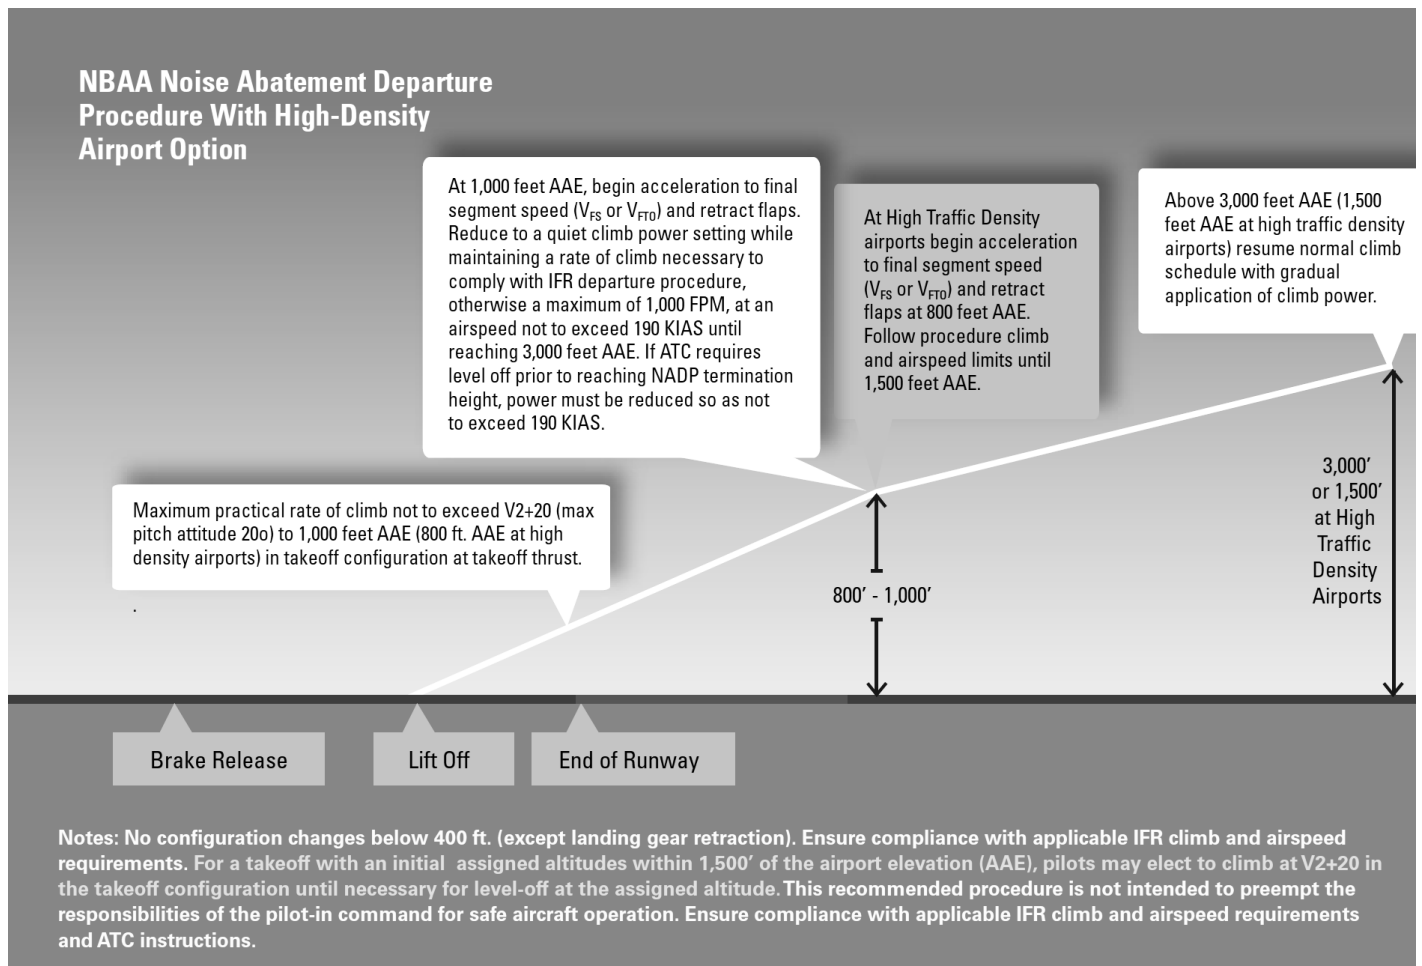 NBAA Noise Abatement Departure
Procedure With High-Density
Airport Option
At 1,000 feet AAE, begin acceleration to final
segment speed (VFS or VFTO) and retract flaps.
Reduce to a quiet climb power setting while
maintaining a rate of climb necessary to
comply with IFR departure procedure,
otherwise a maximum of 1,000 FPM, at an
airspeed not to exceed 190 KIAS until
reaching 3,000 feet AAE. If ATC requires
level off prior to reaching NADP termination
height, power must be reduced so as not
to exceed 190 KIAS.
At High Traffic Density
airports begin acceleration
to final segment speed
(VFS or VFTO) and retract
flaps at 800 feet AAE.
Follow procedure climb
and airspeed limits until
1,500 feet AAE.
Above 3,000 feet AAE (1,500
feet AAE at high traffic density
airports) resume normal climb
schedule with gradual
application of climb power.
Maximum practical rate of climb not to exceed V2+20 (max
pitch attitude 20o) to 1,000 feet AAE (800 ft. AAE at high
density airports) in takeoff configuration at takeoff thrust.
.
800’ - 1,000’
3,000’
or 1,500’
at High
Traffic
Density
Airports
Brake Release
Lift Off
End of Runway
Notes: No configuration changes below 400 ft. (except landing gear retraction). Ensure compliance with applicable IFR climb and airspeed
requirements. For a takeoff with an initial assigned altitudes within 1,500’ of the airport elevation (AAE), pilots may elect to climb at V2+20 in
the takeoff configuration until necessary for level-off at the assigned altitude. This recommended procedure is not intended to preempt the
responsibilities of the pilot-in command for safe aircraft operation. Ensure compliance with applicable IFR climb and airspeed requirements
and ATC instructions.